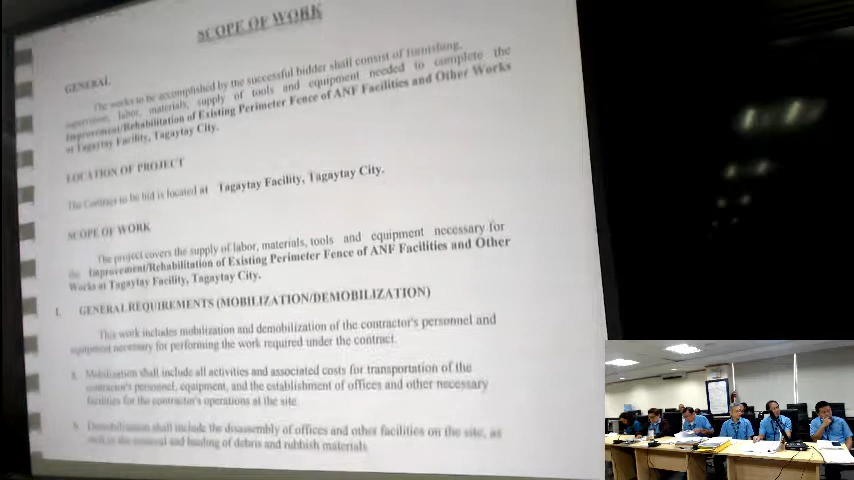 SCOPE OF WORK
GENERAL
The works to be accomplished by the successful bidder shall consist of furnishing,
supervision, labor, materials, supply of tools and equipment needed to complete the
Improvement/Rehabilitation of Existing Perimeter Fence of ANF Facilities and Other Works
at Tagaytay Facility, Tagaytay City.
LOCATION OF PROJECT
The Contract to be bid is located at Tagaytay Facility, Tagaytay City.
SCOPE OF WORK
The project covers the supply of labor, materials, tools and equipment necessary for
the Improvement/Rehabilitation of Existing Perimeter Fence of ANF Facilities and Other
Works at Tagaytay Facility, Tagaytay City.
I. GENERAL REQUIREMENTS (MOBILIZATION/DEMOBILIZATION)
This work includes mobilization and demobilization of the contractor's personnel and
equipment necessary for performing the work required under the contract.
a. Mobilization shall include all activities and associated costs for transportation of the
contractor's personnel, equipment, and the establishment of offices and other necessary
facilities for the contractor's operations at the site
b. Demobilization shall include the disassembly of offices and other facilities on the site, as
well as the removal and hauling of debris and rubbish materials